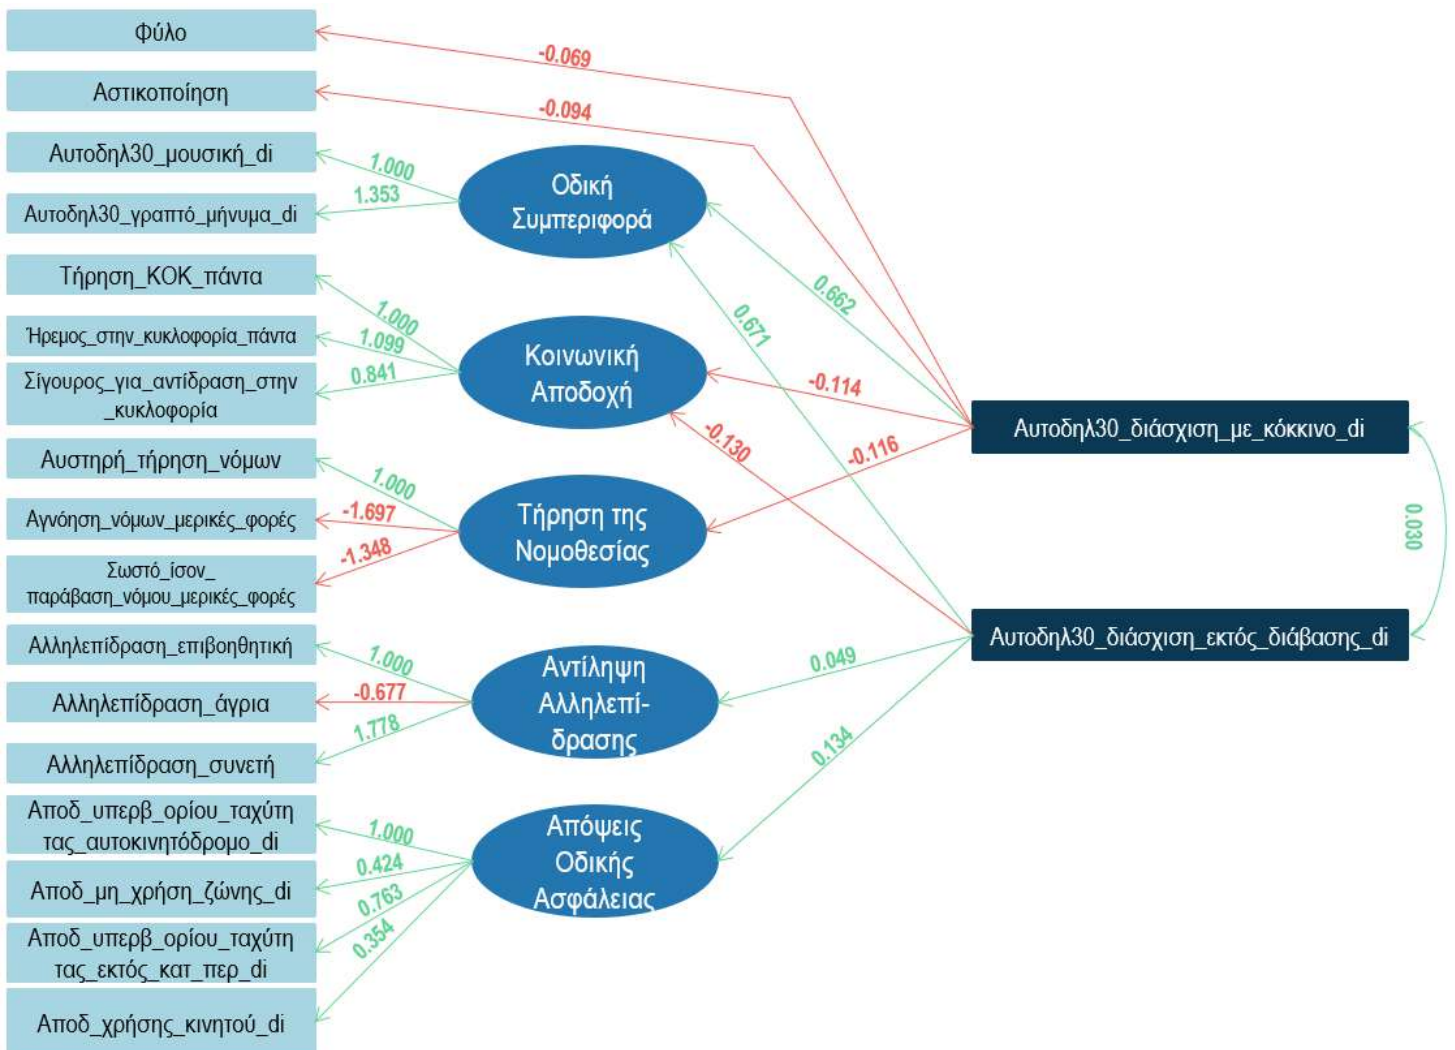 Φύλο
Αστικοποίηση
Αυτοδηλ30_μουσική_di
Αυτοδηλ30_γραπτό_μήνυμα_di
Τήρηση_ΚΟΚ_πάντα
Ήρεμος_στην_κυκλοφορία_πάντα
Σίγουρος_για_αντίδραση_στην
_κυκλοφορία
Αυστηρή_τήρηση_νόμων
Αγνόηση_νόμων_μερικές_φορές
Σωστό_ίσον_
παράβαση_νόμου_μερικές_φορές
Αλληλεπίδραση_επιβοηθητική
Αλληλεπίδραση_άγρια
Αλληλεπίδραση_συνετή
Αποδ_υπερβ_ορίου_ταχύτη
τας_αυτοκινητόδρομο_di
Αποδ_μη_χρήση_ζώνης_di
Αποδ_υπερβ_ορίου_ταχύτη
τας_εκτός_κατ_περ_di
Αποδ_χρήσης_κινητού_di
-0.069
-0.094
1.000
1.353
1.000
1.099
0.841
1.000
-1.697
-1.348
1.000
-0.677
1.778
1.000
0.424
0.763
0.354
Οδική
Συμπεριφορά
Κοινωνική
Αποδοχή
Τήρηση της
Νομοθεσίας
Αντίληψη
Αλληλεπί-
δρασης
Απόψεις
Οδικής
Ασφάλειας
0.662
0.671
-0.114
-0.130
-0.116
0.049
0.134
Αυτοδηλ30_διάσχιση_με_κόκκινο_di
Αυτοδηλ30_διάσχιση_εκτός_διάβασης_di
0.030